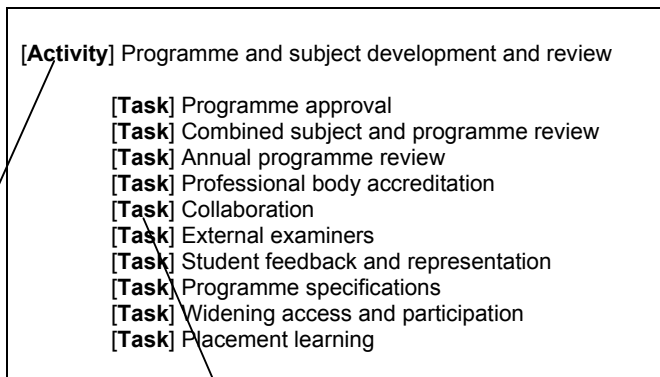 [Activity] Programme and subject development and review
[Task] Programme approval
[Task] Combined subject and programme review
[Task] Annual programme review
[Task] Professional body accreditation
[Task] Collaboration
[Task] External examiners
[Task] Student feedback and representation
[Task] Programme specifications
[Task] Widening access and participation
[Task] Placement learning